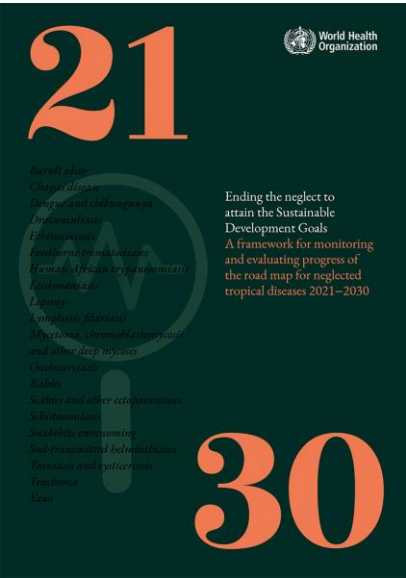 21
World Health
Organization
Buruli ulcer
Chagas disease
Dengue and chikungunya
Dracunculiasis
Echinococcosis
Foodborne trematodiases
Human African trypanosomiasis
Leishmaniasis
Leprosy
Lymphatic filariasis
Mycetoma, chromoblastomycosis
and other deep mycoses
Onchocerciasis
Rabies
Scabies and other ectoparasitoses
Schistosomiasis
Snakebite envenoming
Soil-transmitted helminthiases
Taeniasis and cysticercosis
Trachoma
Yaws
Ending the neglect to
attain the Sustainable
Development Goals
A framework for monitoring
and evaluating progress of
the road map for neglected
tropical diseases 2021–2030
30